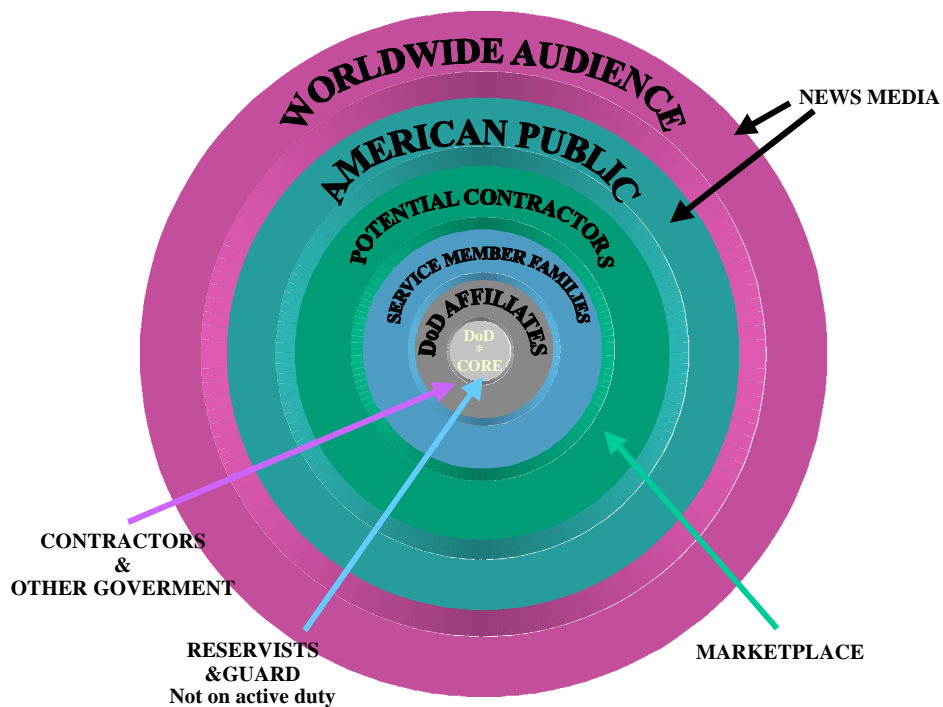 WORLDWIDE AUDIENCE
NEWS MEDIA
AMERICAN PUBLIC
POTENTIAL CONTRACTORS
SERVICE MEMBER FAMILIES
DoD AFFILIATES
DoD
*
CORE
CONTRACTORS
&
OTHER GOVERMENT
RESERVISTS
&GUARD
Not on active duty
MARKETPLACE